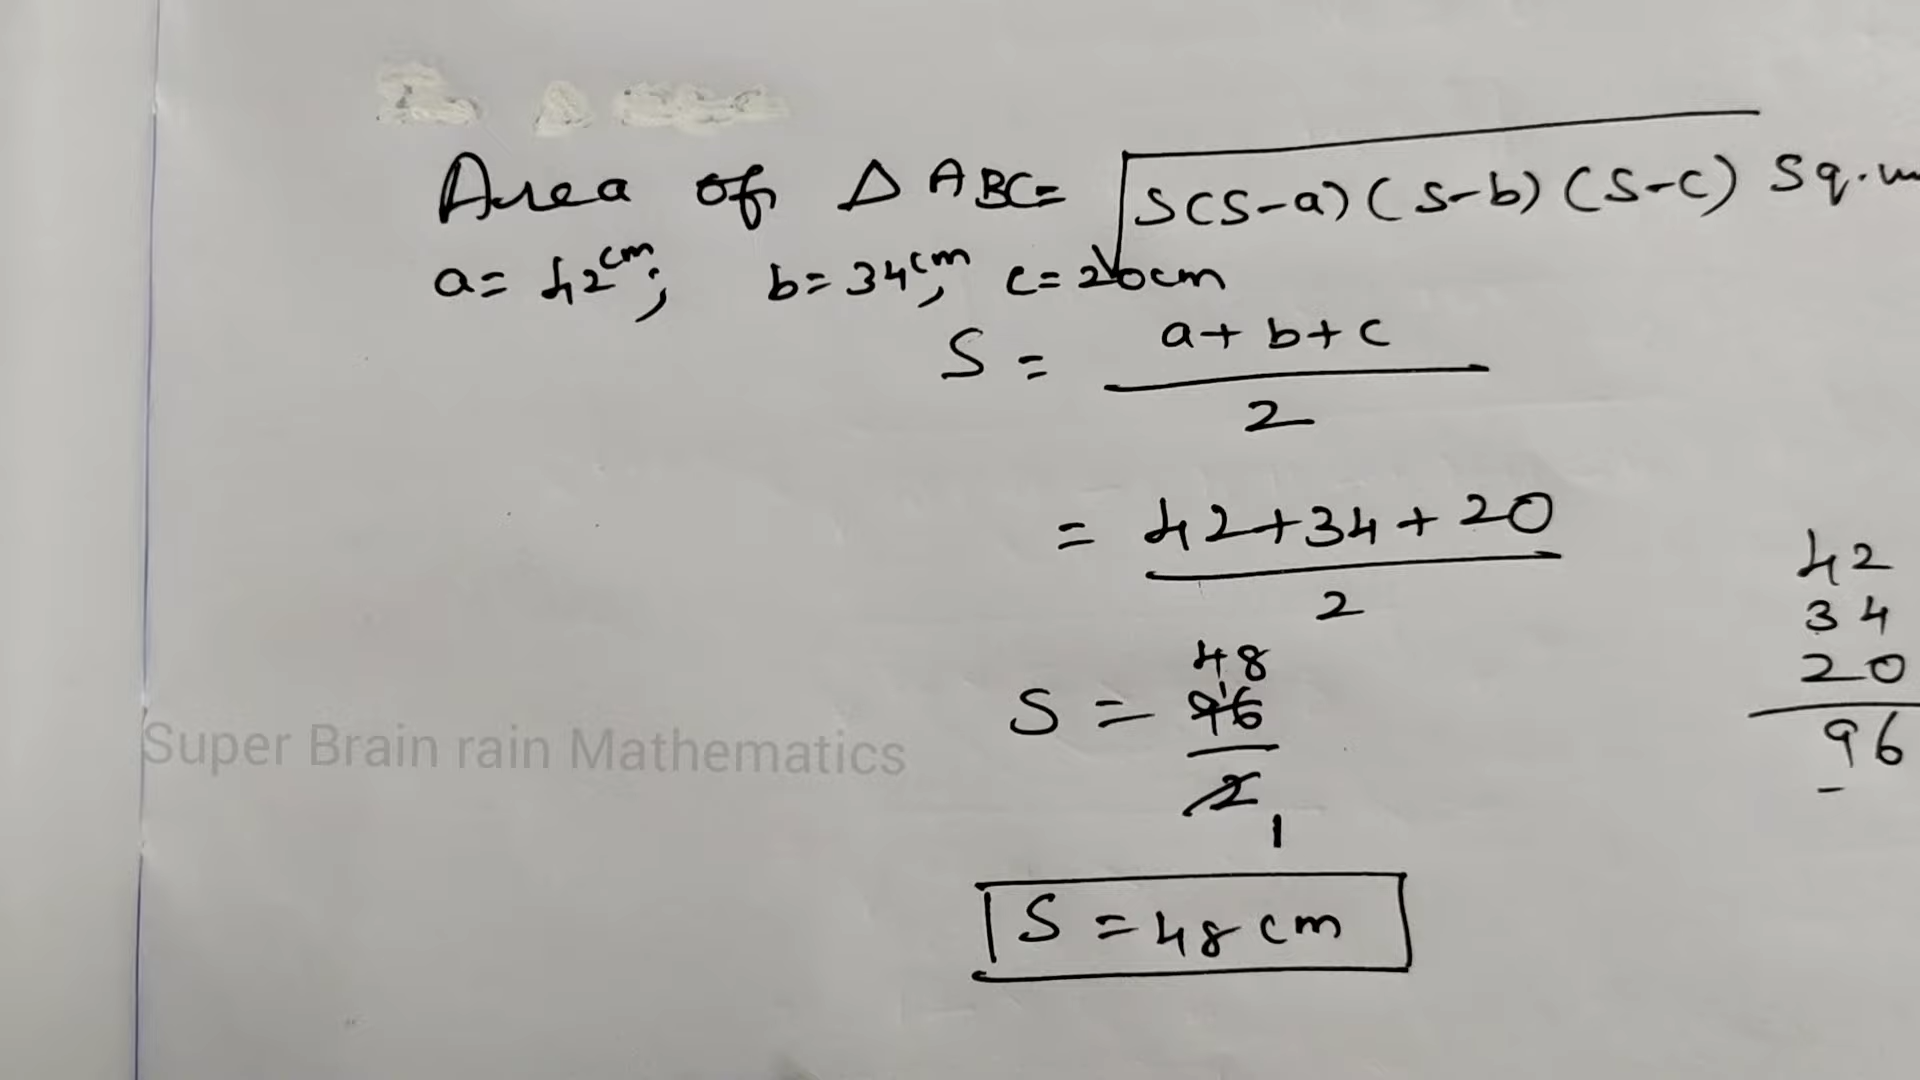 Area of Δ ABC = √S(S-a)(S-b)(S-c) Sq.
a = 42cm; b = 34cm, c = 20cm
S = a + b + c
2
= 42+34+20
2
48
S = 96
2
1
S = 48 cm
42
34
20
96
Super Brain rain Mathematics